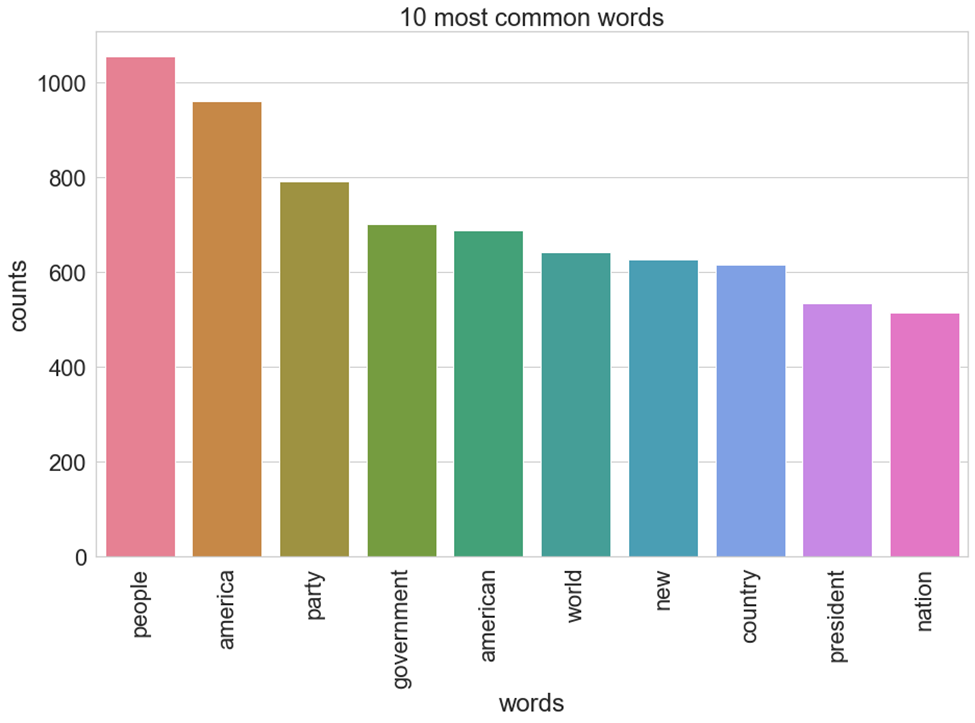 10 most common words
counts
1000
800
600
400
200
0
people
america
party
government
american
world
new
country
president
nation
words